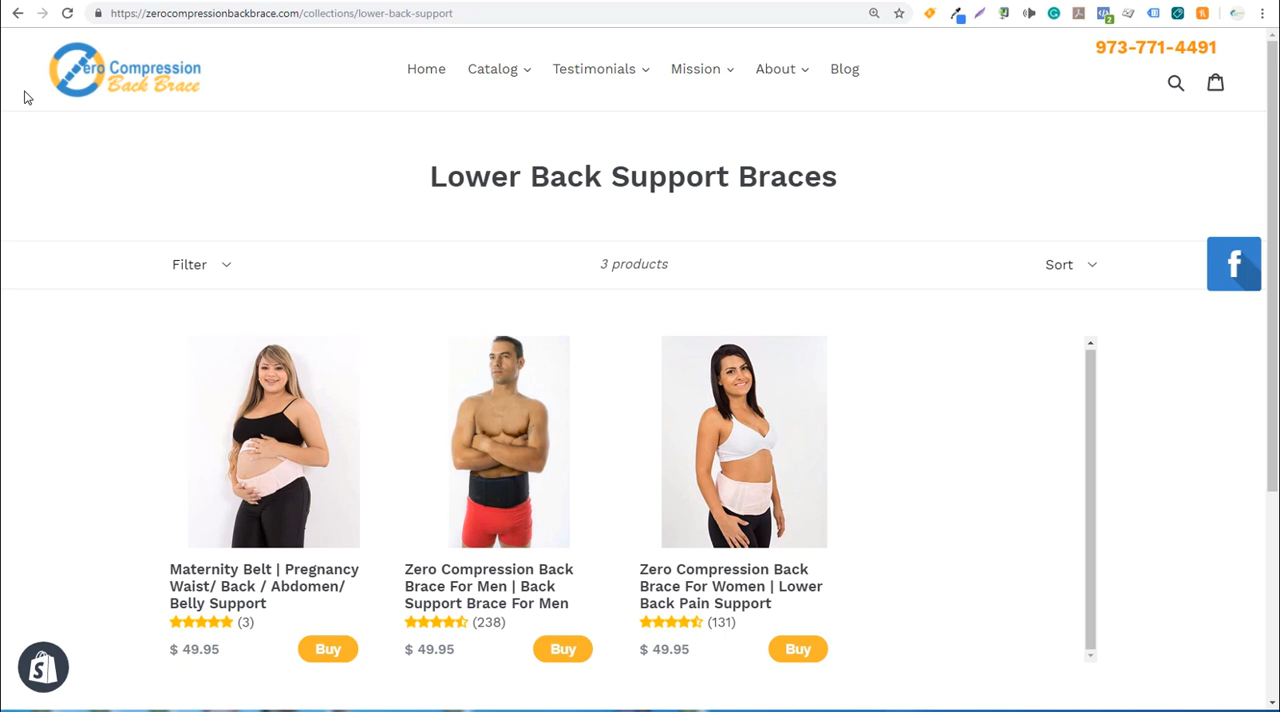 https://zerocompressionbackbrace.com/collections/lower-back-support
2
973-771-4491
Zero Compression
Back Brace
Home Catalog Testimonials Mission About Blog
Lower Back Support Braces
Filter 3 products Sort
f
Maternity Belt | Pregnancy
Waist/ Back / Abdomen/
Belly Support
(3)
$ 49.95 Buy
Zero Compression Back
Brace For Men | Back
Support Brace For Men
(238)
$ 49.95 Buy
Zero Compression Back
Brace For Women | Lower
Back Pain Support
(131)
$ 49.95 Buy
S